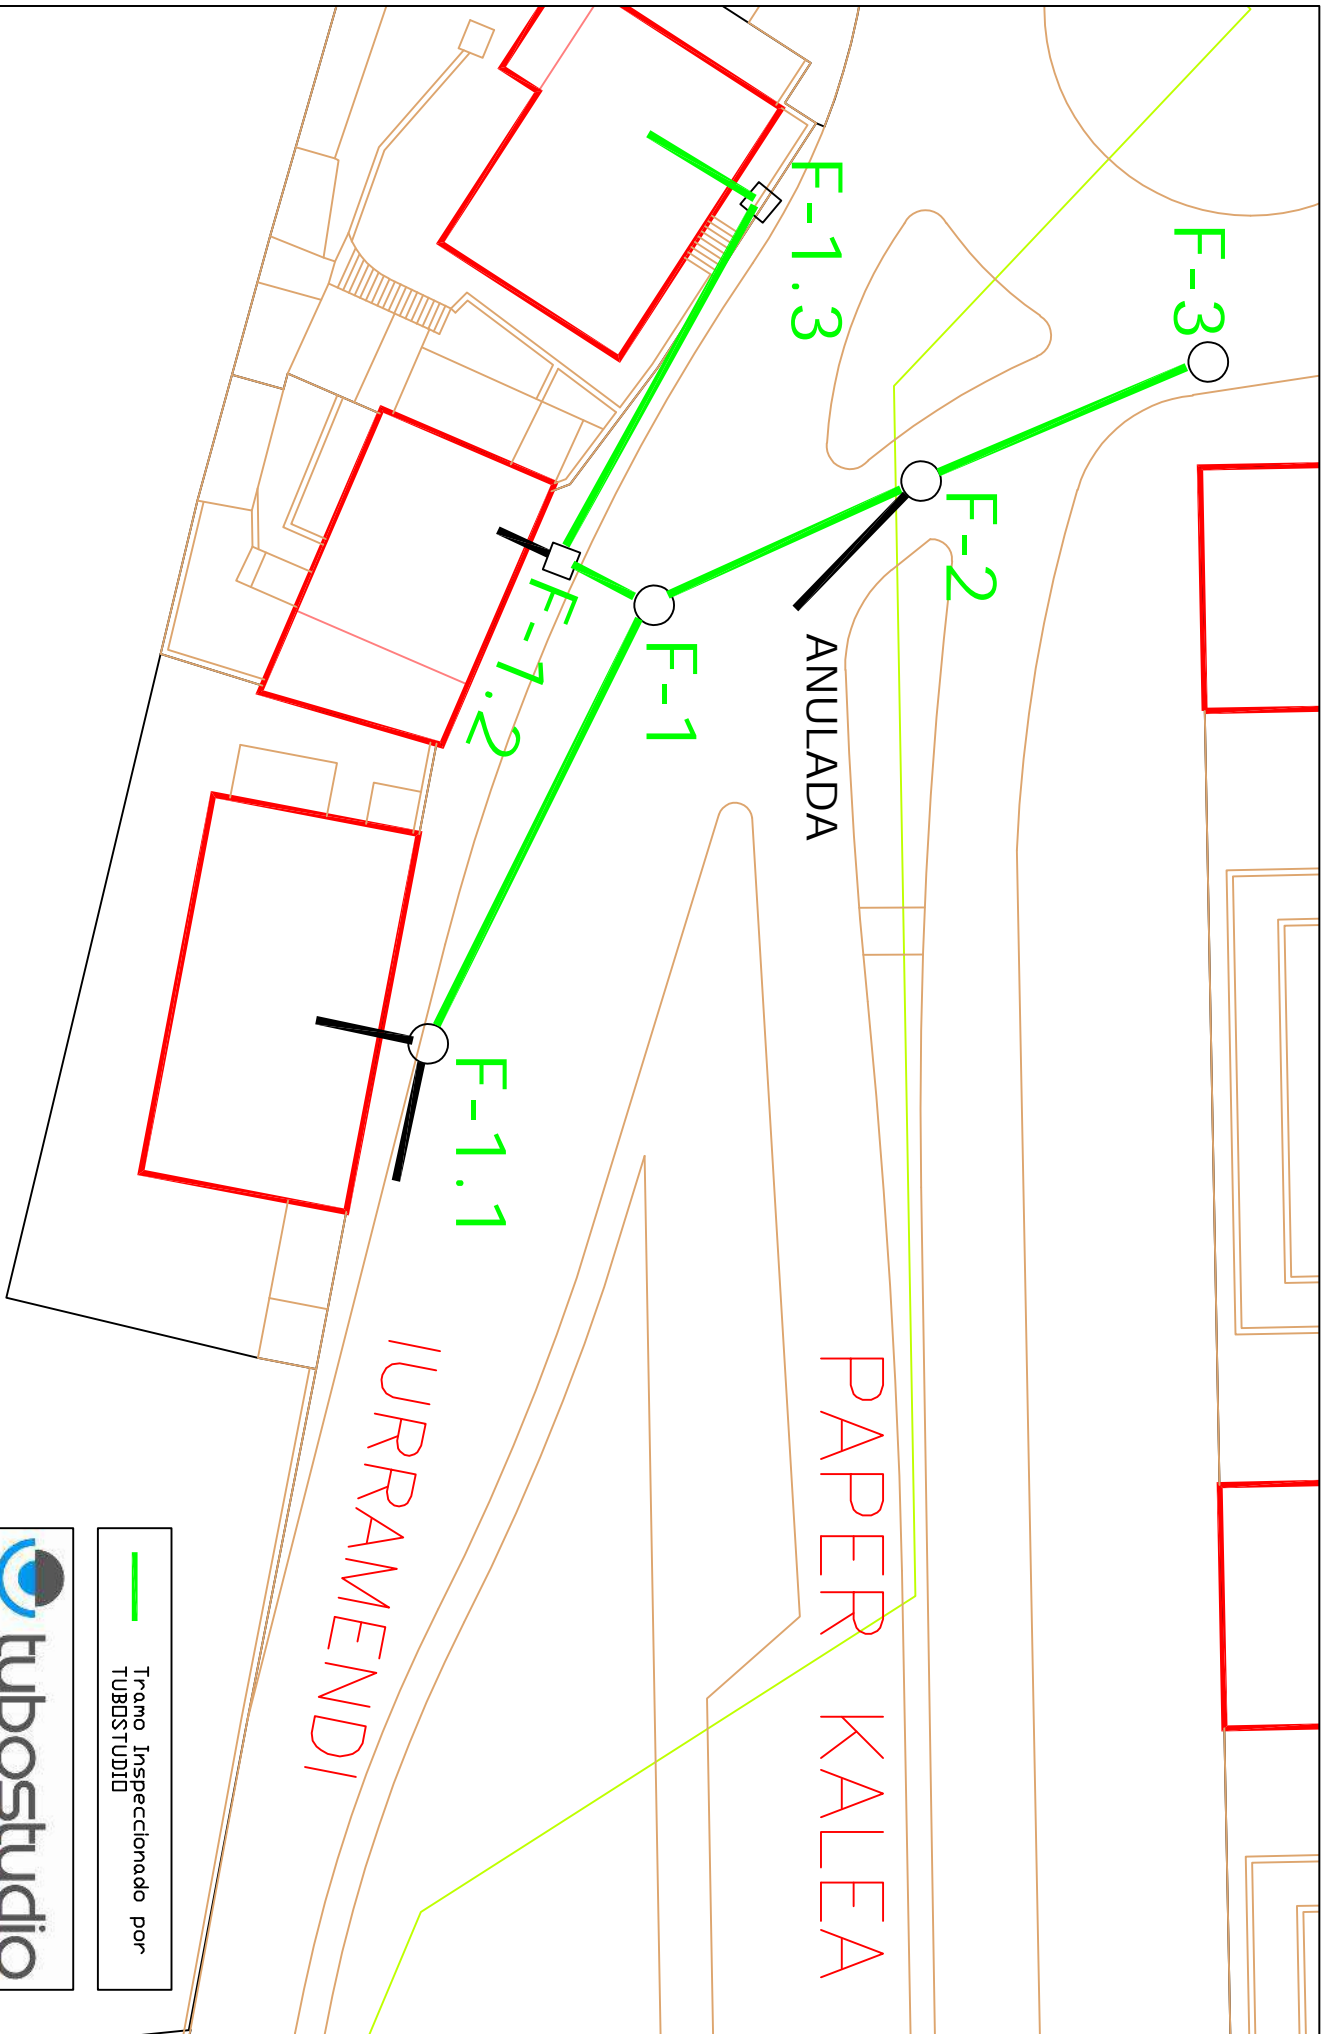 F-3
F-1.3
F-2
F-1
F-1.2
ANULADA
F-1.1
PAPER KALEA
IURRAMENDI
Tramo Inspeccionado por
TUBOSTUDIO
tubostudio